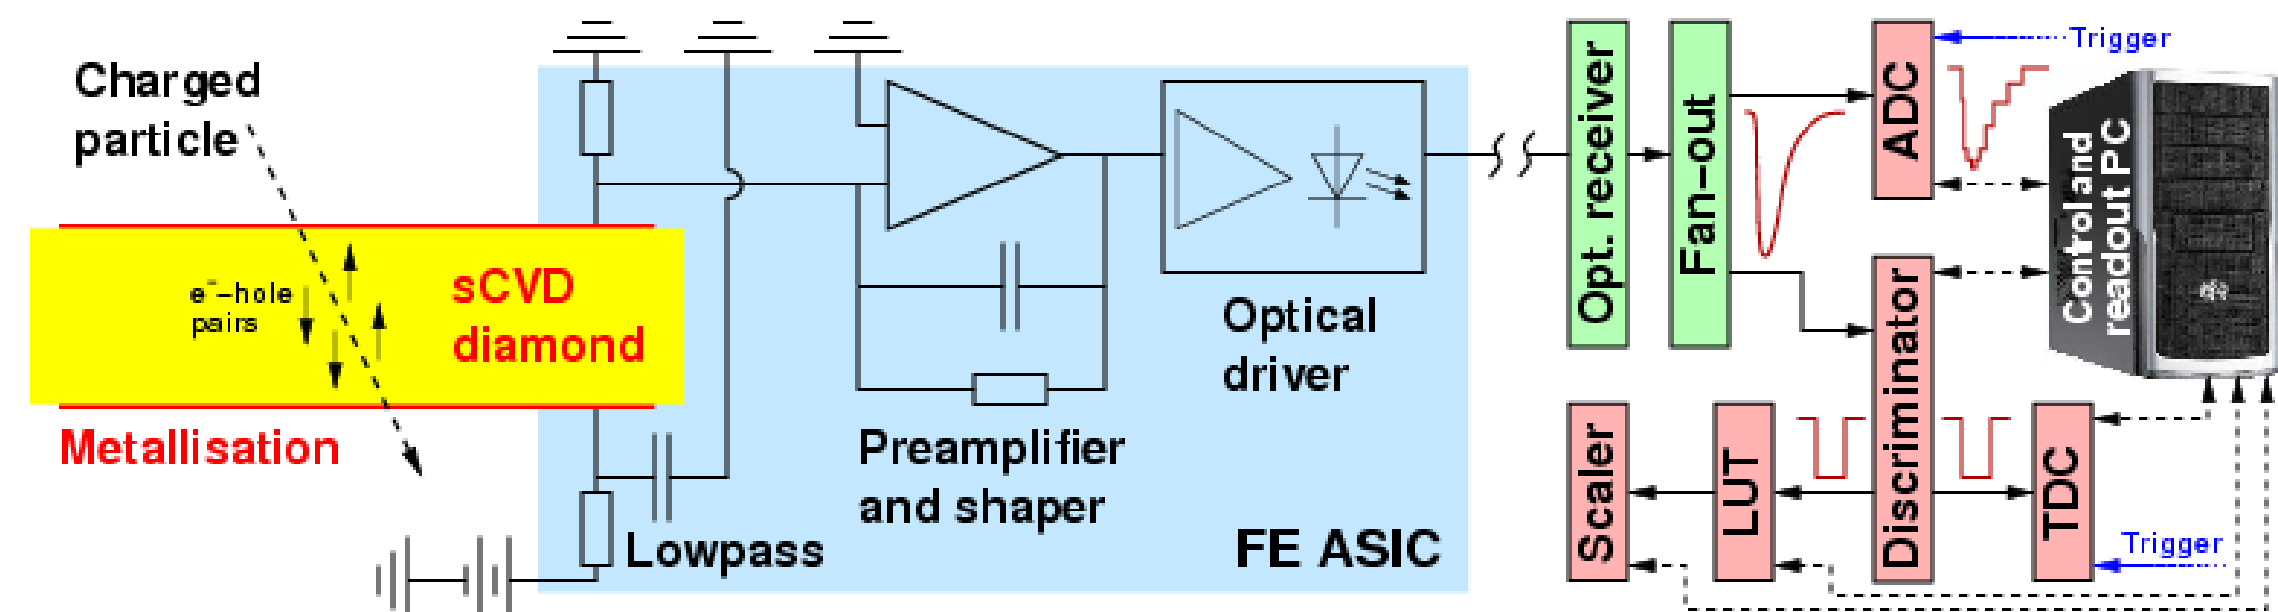 Charged
particle
e⁻-hole
pairs
sCVD
diamond
Metallisation
Lowpass
Preamplifier
and shaper
Optical
driver
FE ASIC
Opt. receiver
Fan-out
ADC
Trigger
Control and
readout PC
Discriminator
Scaler
LUT
TDC
Trigger